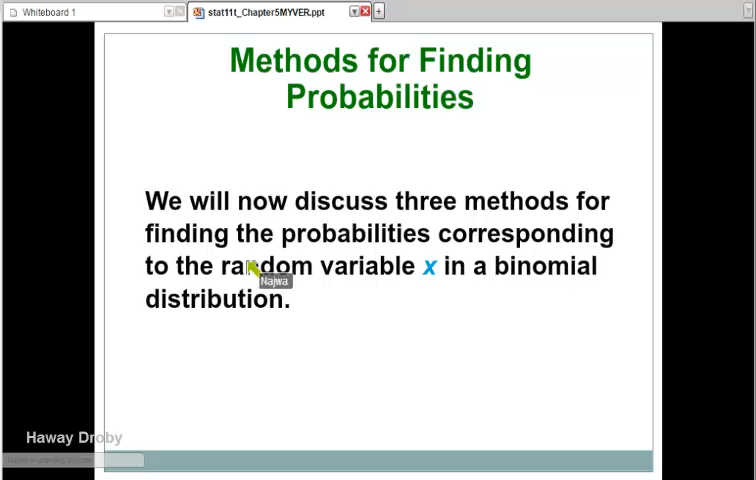 Whiteboard 1
stat11t_Chapter5MYVER.ppt
Methods for Finding
Probabilities
We will now discuss three methods for
finding the probabilities corresponding
to the random variable x in a binomial
Najwa
distribution.
Haway Droby